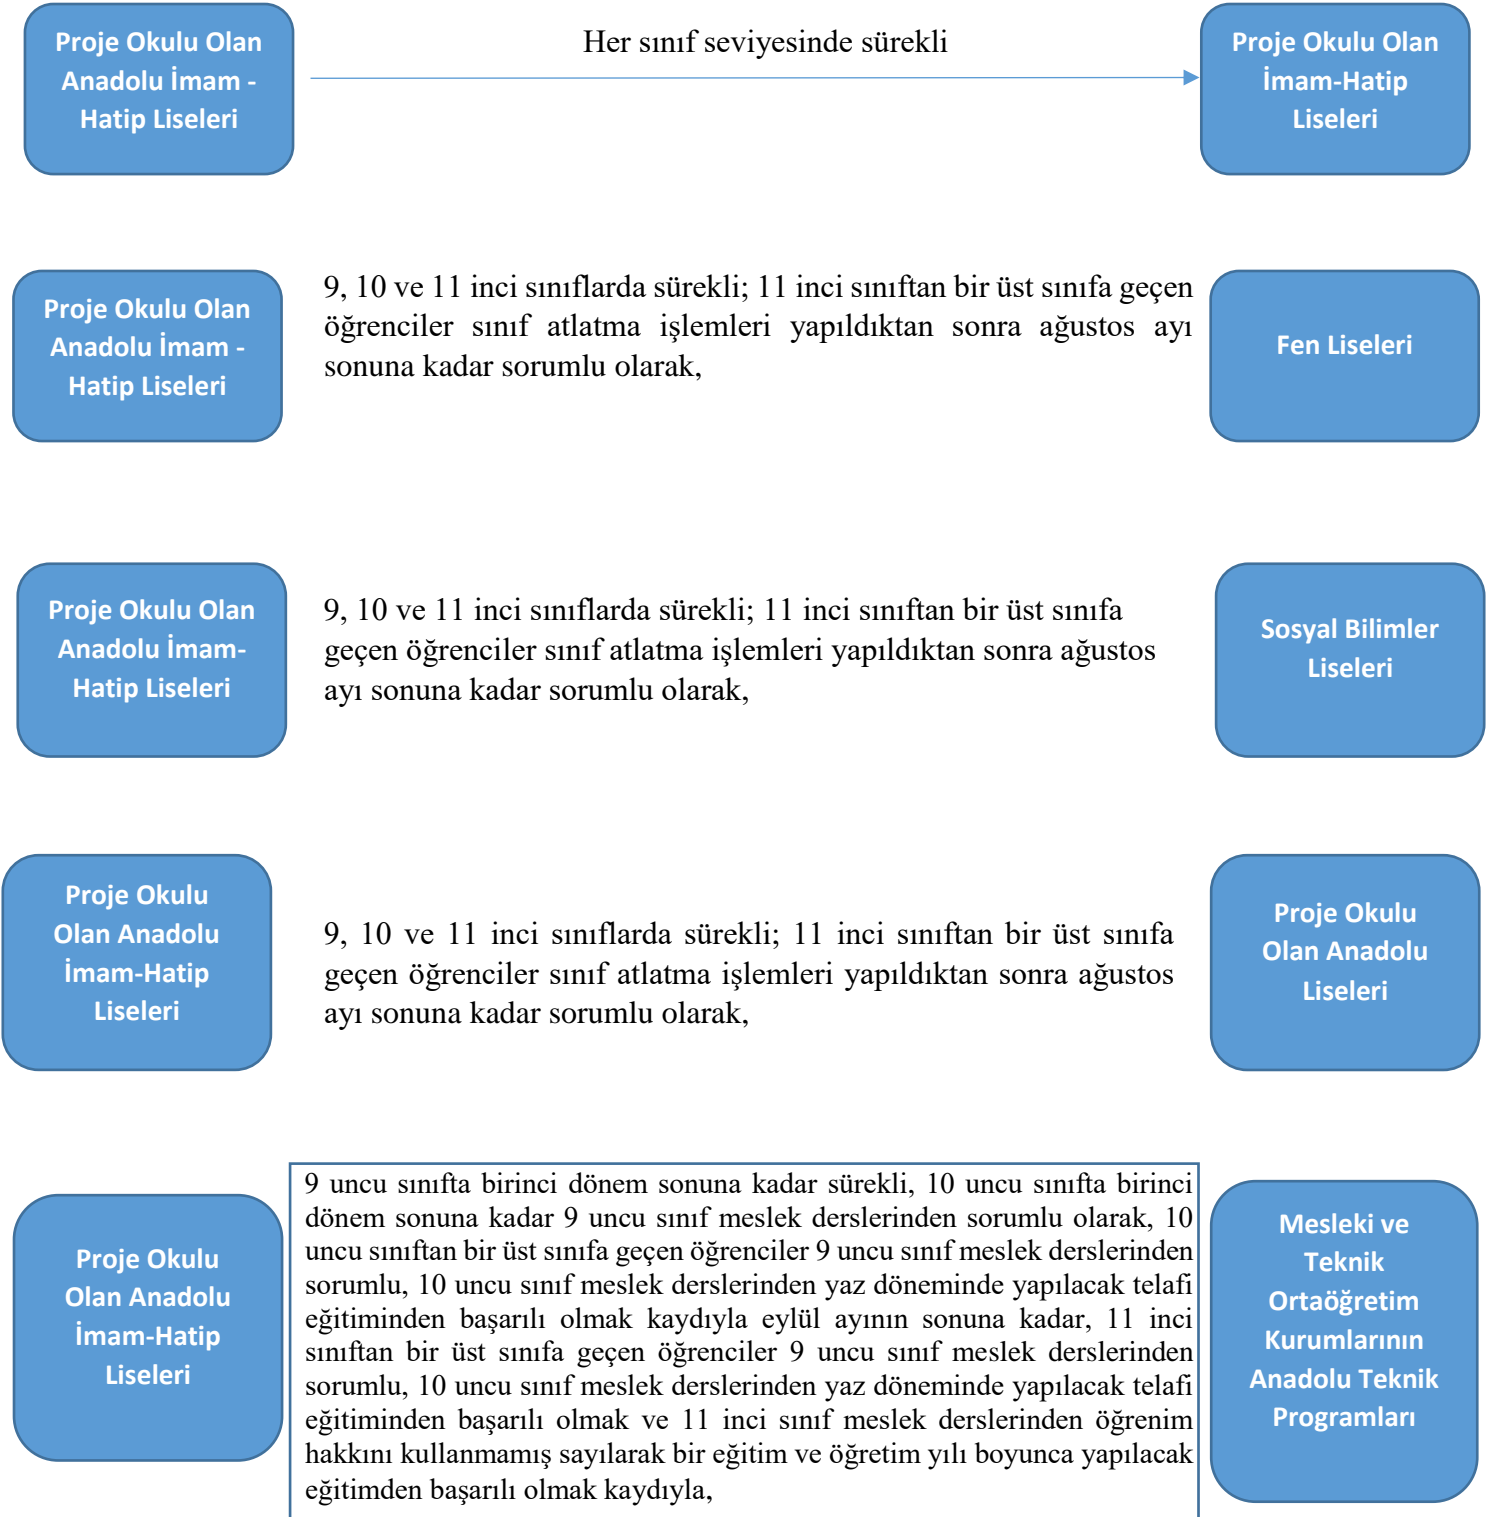 Proje Okulu Olan
Anadolu İmam -
Hatip Liseleri
Her sınıf seviyesinde sürekli
Proje Okulu Olan
İmam-Hatip
Liseleri
Proje Okulu Olan
Anadolu İmam -
Hatip Liseleri
9, 10 ve 11 inci sınıflarda sürekli; 11 inci sınıftan bir üst sınıfa geçen
öğrenciler sınıf atlatma işlemleri yapıldıktan sonra ağustos ayı
sonuna kadar sorumlu olarak,
Fen Liseleri
Proje Okulu Olan
Anadolu İmam-
Hatip Liseleri
9, 10 ve 11 inci sınıflarda sürekli; 11 inci sınıftan bir üst sınıfa
geçen öğrenciler sınıf atlatma işlemleri yapıldıktan sonra ağustos
ayı sonuna kadar sorumlu olarak,
Sosyal Bilimler
Liseleri
Proje Okulu
Olan Anadolu
İmam-Hatip
Liseleri
9, 10 ve 11 inci sınıflarda sürekli; 11 inci sınıftan bir üst sınıfa
geçen öğrenciler sınıf atlatma işlemleri yapıldıktan sonra ağustos
ayı sonuna kadar sorumlu olarak,
Proje Okulu
Olan Anadolu
Liseleri
Proje Okulu
Olan Anadolu
İmam-Hatip
Liseleri
9 uncu sınıfta birinci dönem sonuna kadar sürekli, 10 uncu sınıfta birinci
dönem sonuna kadar 9 uncu sınıf meslek derslerinden sorumlu olarak, 10
uncu sınıftan bir üst sınıfa geçen öğrenciler 9 uncu sınıf meslek derslerinden
sorumlu, 10 uncu sınıf meslek derslerinden yaz döneminde yapılacak telafi
eğitiminden başarılı olmak kaydıyla eylül ayının sonuna kadar, 11 inci
sınıftan bir üst sınıfa geçen öğrenciler 9 uncu sınıf meslek derslerinden
sorumlu, 10 uncu sınıf meslek derslerinden yaz döneminde yapılacak telafi
eğitiminden başarılı olmak ve 11 inci sınıf meslek derslerinden öğrenim
hakkını kullanmamış sayılarak bir eğitim ve öğretim yılı boyunca yapılacak
eğitimden başarılı olmak kaydıyla,
Mesleki ve
Teknik
Ortaöğretim
Kurumlarının
Anadolu Teknik
Programları